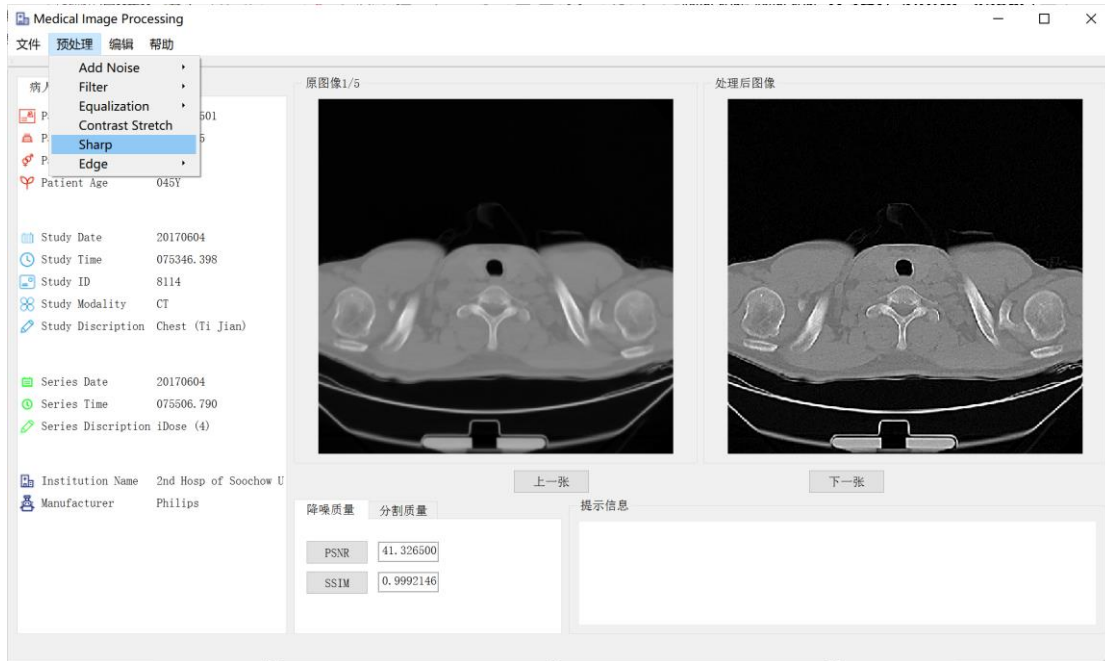 Medical Image Processing
文件 预处理 编辑 帮助
Add Noise
Filter
Equalization
Contrast Stretch
Sharp
Edge
Patient Age 045Y
Study Date 20170604
Study Time 075346.398
Study ID 8114
Study Modality CT
Study Discription Chest (Ti Jian)
Series Date 20170604
Series Time 075506.790
Series Discription iDose (4)
Institution Name 2nd Hosp of Soochow U
Manufacturer Philips
原图像1/5
处理后图像
上一张
下一张
降噪质量 分割质量
PSNR 41.326500
SSIM 0.9992146
提示信息